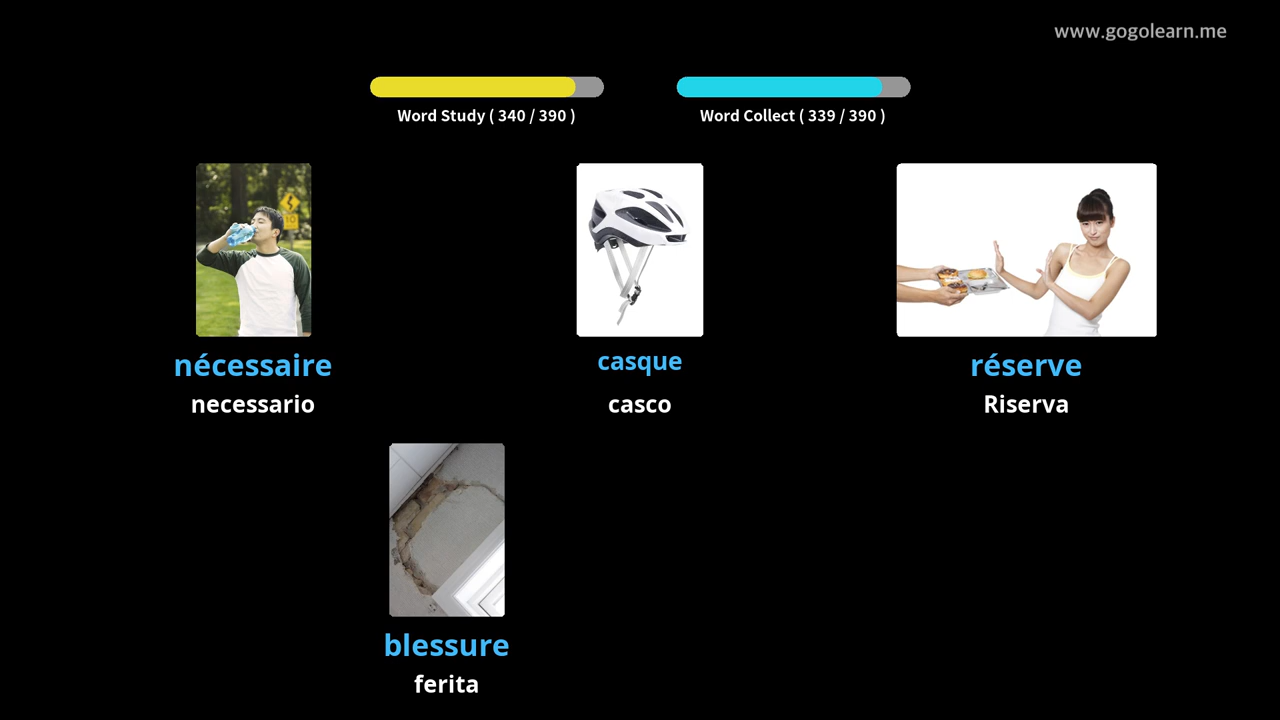 www.gogolearn.me
Word Study ( 340 / 390 )
Word Collect ( 339 / 390 )
nécessaire
necessario
casque
casco
réserve
Riserva
blessure
ferita